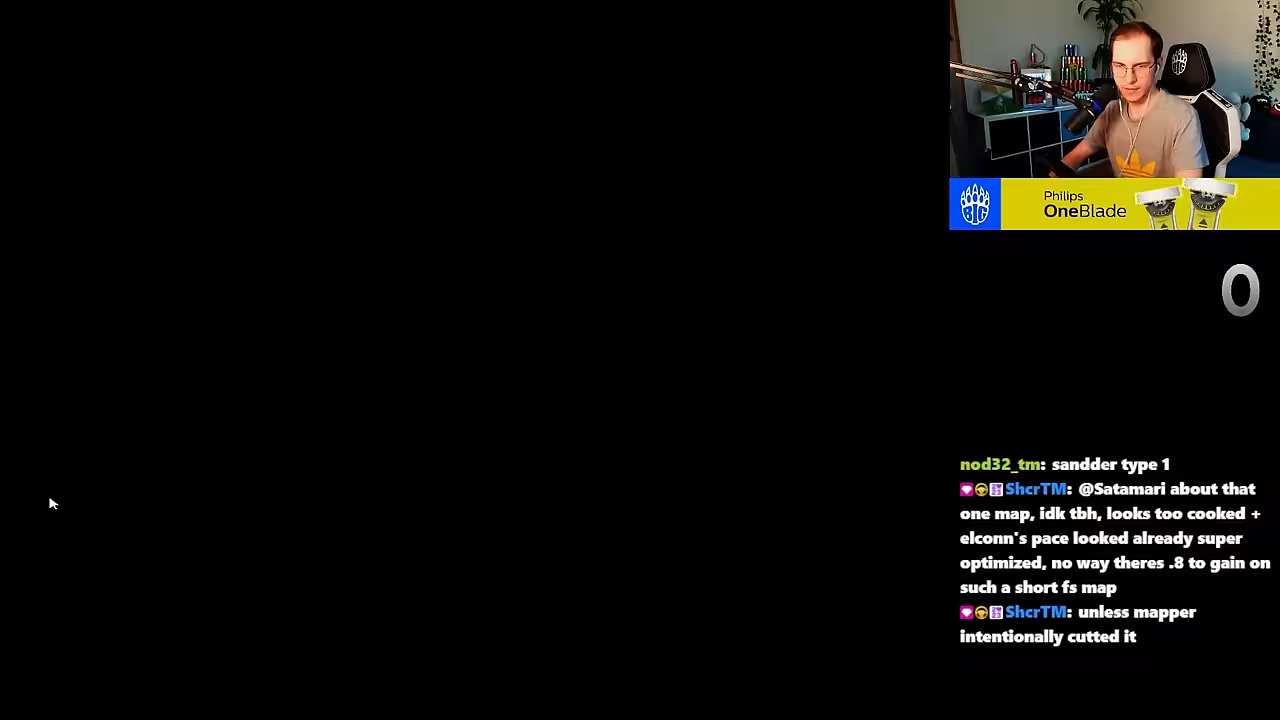 BIG
Philips
OneBlade
0
nod32_tm: sandder type 1
ShcrTM: @Satamari about that
one map, idk tbh, looks too cooked +
elconn's pace looked already super
optimized, no way theres .8 to gain on
such a short fs map
ShcrTM: unless mapper
intentionally cutted it